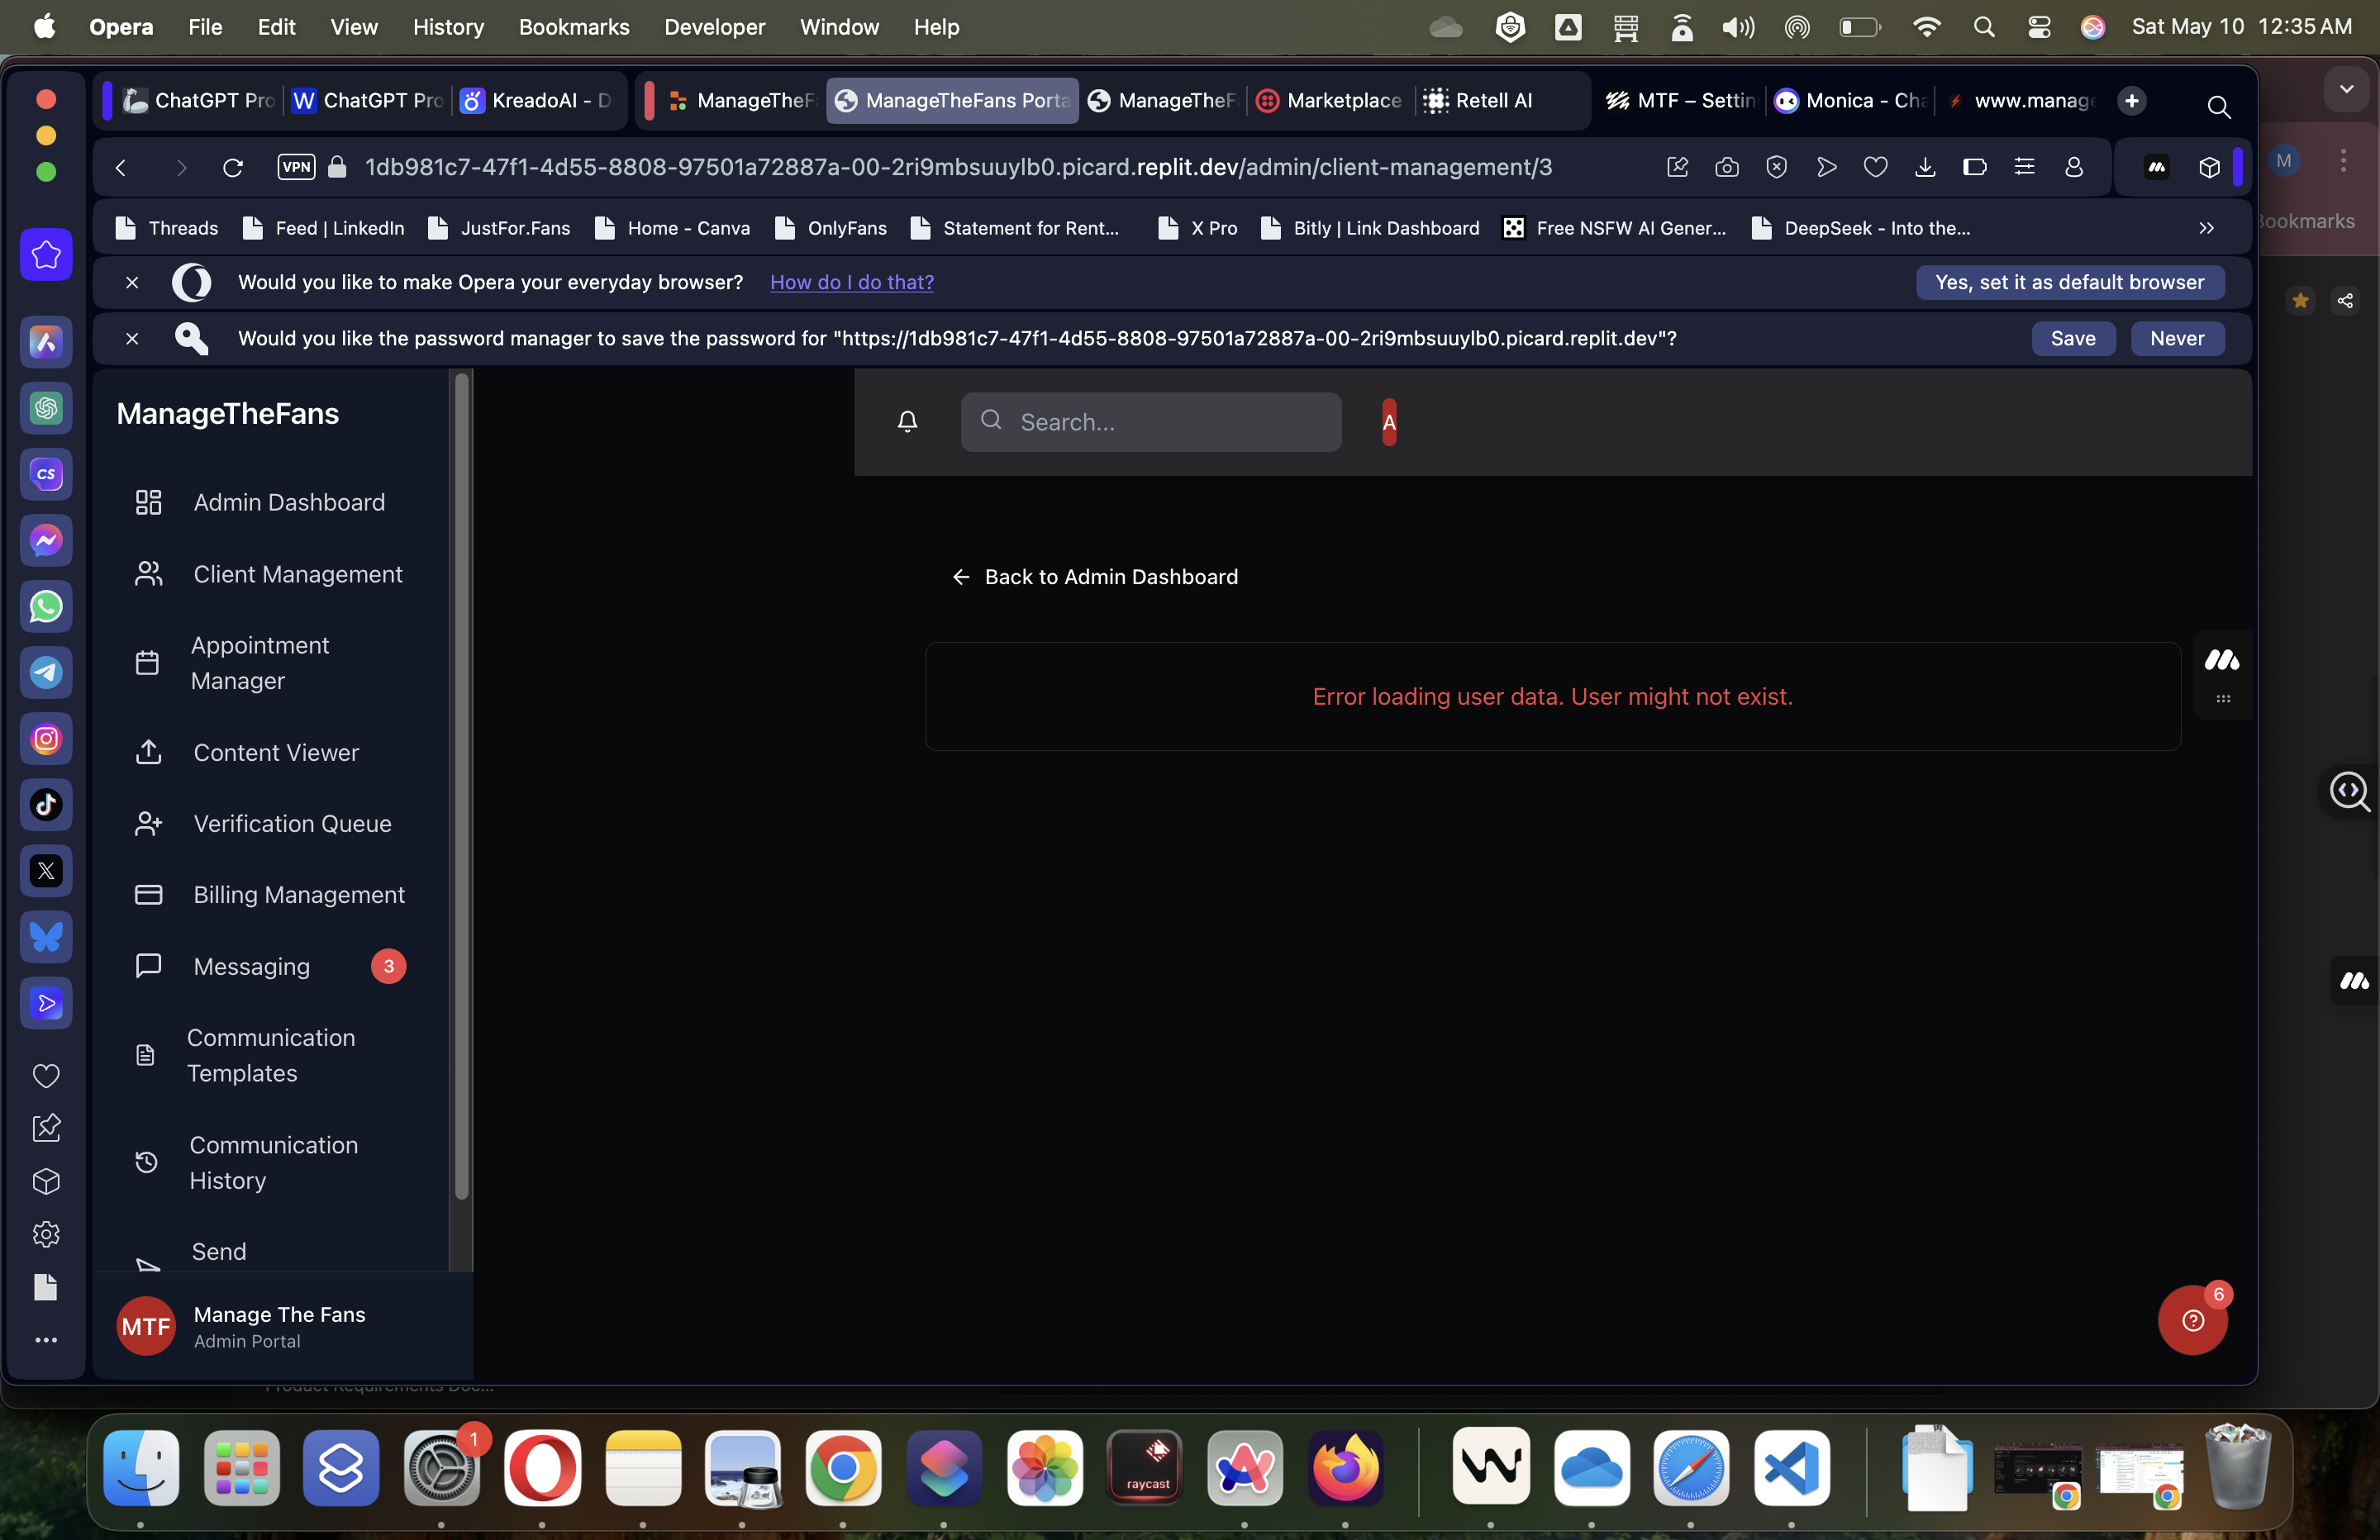 Opera File Edit View History Bookmarks Developer Window Help Sat May 10 12:35 AM
ChatGPT Pro ChatGPT Pro KreadoAI - D ManageTheF ManageTheFans Porta ManageTheF Marketplace Retell AI MTF – Settin Monica - Cha www.manage
VPN 1db981c7-47f1-4d55-8808-97501a72887a-00-2ri9mbsuuylb0.picard.replit.dev/admin/client-management/3
M
Threads Feed | LinkedIn JustFor.Fans Home - Canva OnlyFans Statement for Rent... X Pro Bitly | Link Dashboard Free NSFW AI Gener... DeepSeek - Into the...
Bookmarks
Would you like to make Opera your everyday browser? How do I do that? Yes, set it as default browser
Would you like the password manager to save the password for "https://1db981c7-47f1-4d55-8808-97501a72887a-00-2ri9mbsuuylb0.picard.replit.dev"? Save Never
ManageTheFans
Search...
A
Admin Dashboard
Client Management
Appointment
Manager
Content Viewer
Verification Queue
Billing Management
Messaging 3
Communication
Templates
Communication
History
Send
MTF
Manage The Fans
Admin Portal
Back to Admin Dashboard
Error loading user data. User might not exist.
6
CS
Product Requirements Doc...
1
raycast